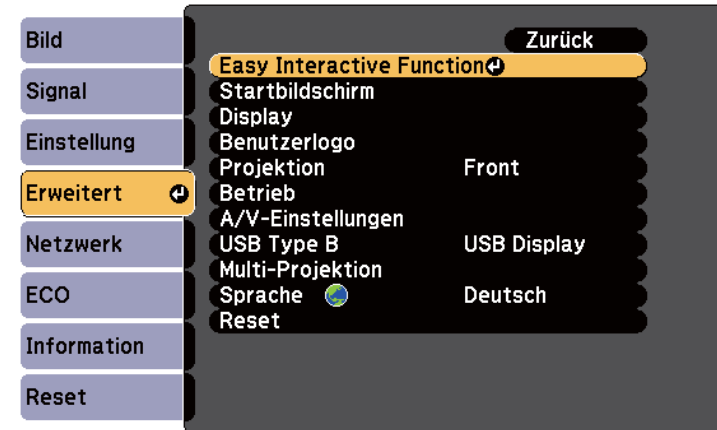 Bild
Signal
Einstellung
Erweitert
Netzwerk
ECO
Information
Reset
Zurück
Easy Interactive Function
Startbildschirm
Display
Benutzerlogo
Projektion Front
Betrieb
A/V-Einstellungen
USB Type B USB Display
Multi-Projektion
Sprache Deutsch
Reset